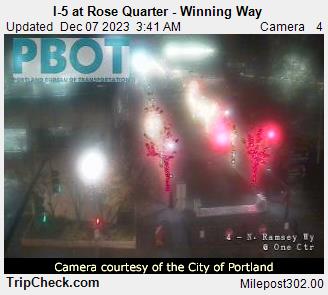 I-5 at Rose Quarter - Winning Way
Updated Dec 07 2023 3:41 AM Camera 4
PBOT
PORTLAND BUREAU OF TRANSPORTATION
4 - N. Ramsey Wy
@ One Ctr
Camera courtesy of the City of Portland
TripCheck.com Milepost302.00